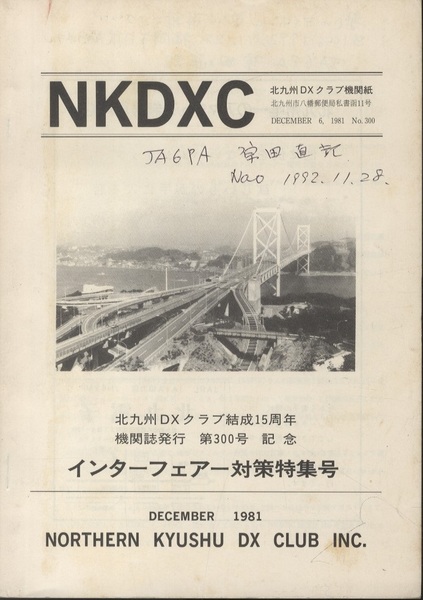 NKDXC
北九州DXクラブ機関紙
北九州市八幡郵便局私書函11号
DECEMBER 6, 1981 No.300
JA6PA 窄田直記
Nao 1992.11.28.
北九州DXクラブ結成15周年
機関誌発行 第300号 記念
インターフェアー対策特集号
DECEMBER 1981
NORTHERN KYUSHU DX CLUB INC.